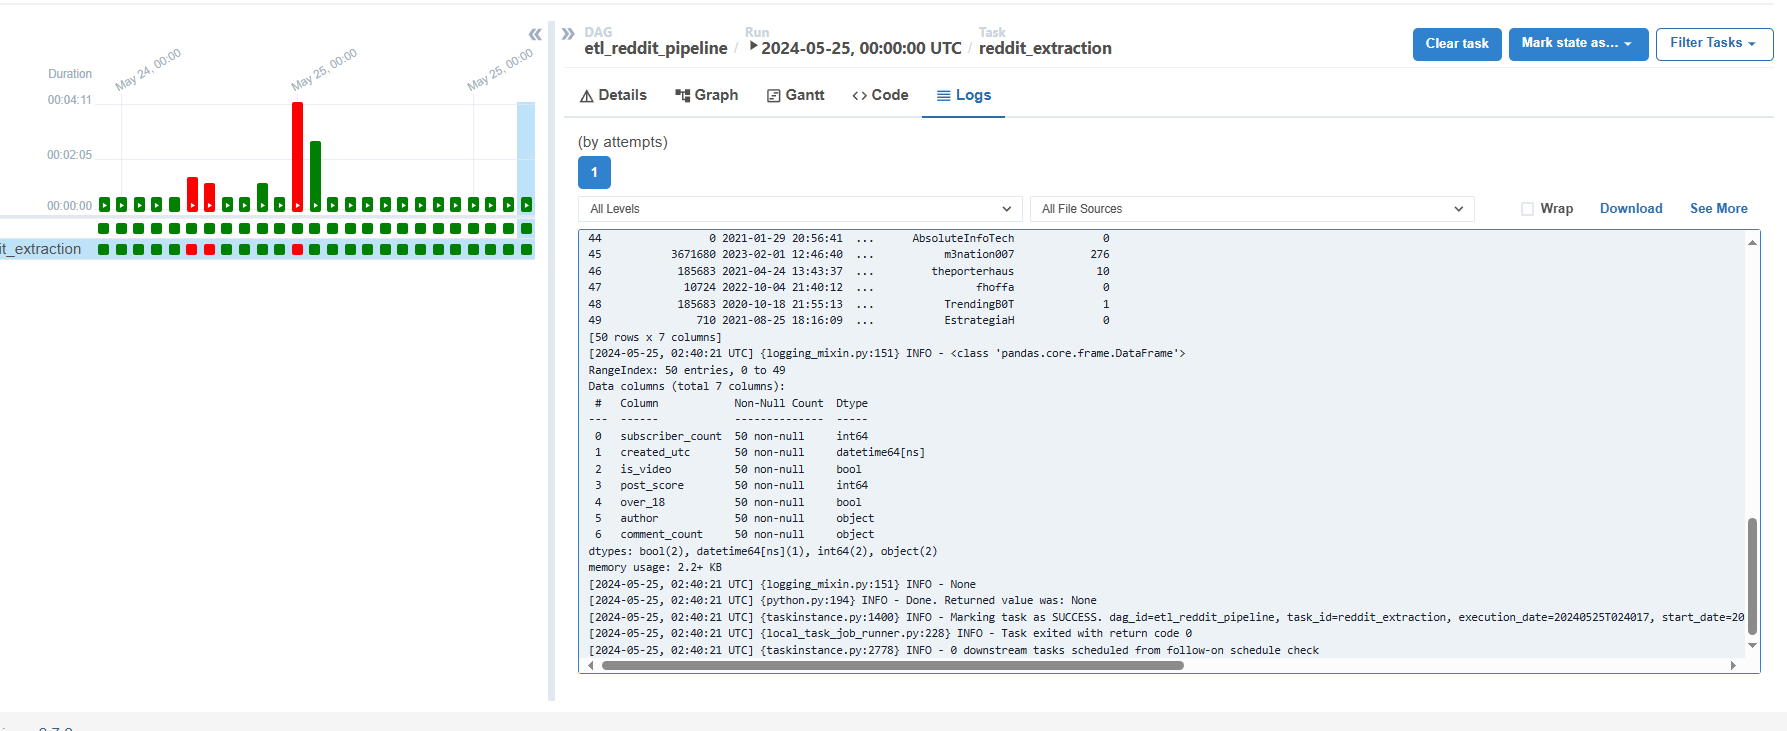 Duration
00:04:11
00:02:05
00:00:00
May 24, 00:00
May 25, 00:00
May 25, 00:00
it_extraction
DAG
etl_reddit_pipeline
/
Run
2024-05-25, 00:00:00 UTC
/
Task
reddit_extraction
Clear task
Mark state as...
Filter Tasks
Details
Graph
Gantt
Code
Logs
(by attempts)
1
All Levels
All File Sources
Wrap
Download
See More
44 0 2021-01-29 20:56:41 ... AbsoluteInfoTech 0
45 3671680 2023-02-01 12:46:40 ... m3nation007 276
46 185683 2021-04-24 13:43:37 ... theporterhaus 10
47 10724 2022-10-04 21:40:12 ... fhoffa 0
48 185683 2020-10-18 21:55:13 ... TrendingB0T 1
49 710 2021-08-25 18:16:09 ... EstrategiaH 0
[50 rows x 7 columns]
[2024-05-25, 02:40:21 UTC] {logging_mixin.py:151} INFO - <class 'pandas.core.frame.DataFrame'>
RangeIndex: 50 entries, 0 to 49
Data columns (total 7 columns):
# Column Non-Null Count Dtype
--- ------ -------------- -----
0 subscriber_count 50 non-null int64
1 created_utc 50 non-null datetime64[ns]
2 is_video 50 non-null bool
3 post_score 50 non-null int64
4 over_18 50 non-null bool
5 author 50 non-null object
6 comment_count 50 non-null object
dtypes: bool(2), datetime64[ns](1), int64(2), object(2)
memory usage: 2.2+ KB
[2024-05-25, 02:40:21 UTC] {logging_mixin.py:151} INFO - None
[2024-05-25, 02:40:21 UTC] {python.py:194} INFO - Done. Returned value was: None
[2024-05-25, 02:40:21 UTC] {taskinstance.py:1400} INFO - Marking task as SUCCESS. dag_id=etl_reddit_pipeline, task_id=reddit_extraction, execution_date=20240525T024017, start_date=20
[2024-05-25, 02:40:21 UTC] {local_task_job_runner.py:228} INFO - Task exited with return code 0
[2024-05-25, 02:40:21 UTC] {taskinstance.py:2778} INFO - 0 downstream tasks scheduled from follow-on schedule check